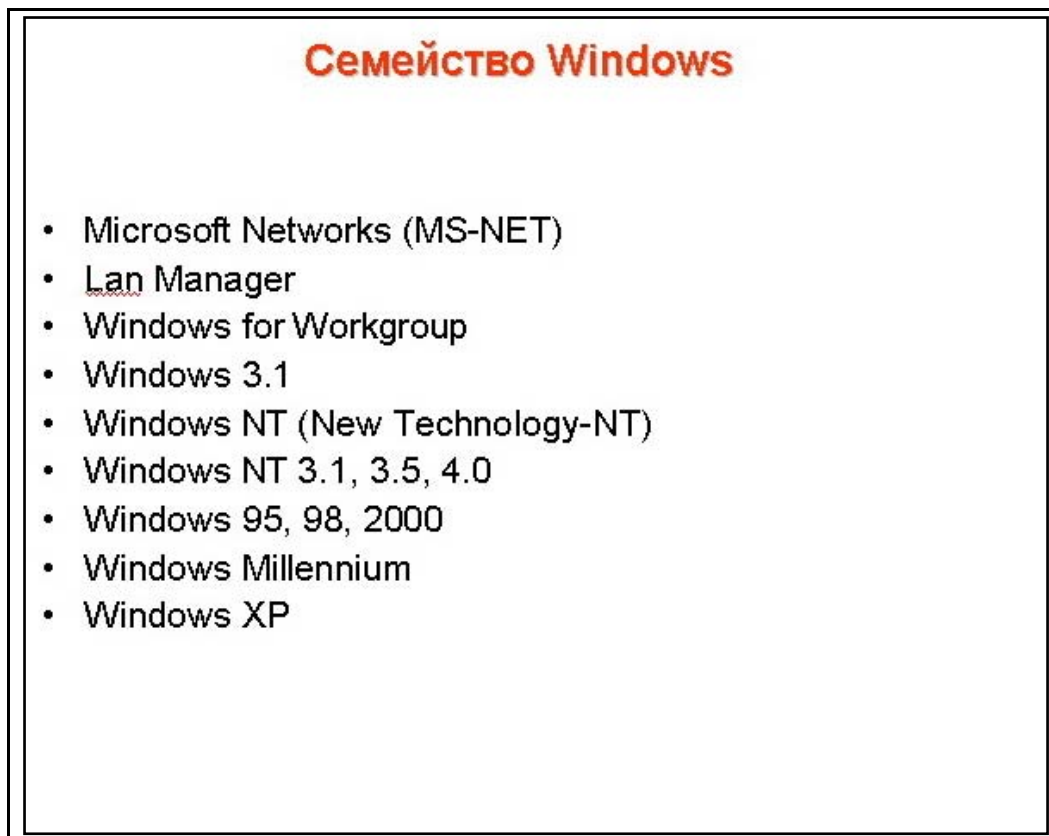 Семейство Windows
• Microsoft Networks (MS-NET)
• Lan Manager
• Windows for Workgroup
• Windows 3.1
• Windows NT (New Technology-NT)
• Windows NT 3.1, 3.5, 4.0
• Windows 95, 98, 2000
• Windows Millennium
• Windows XP